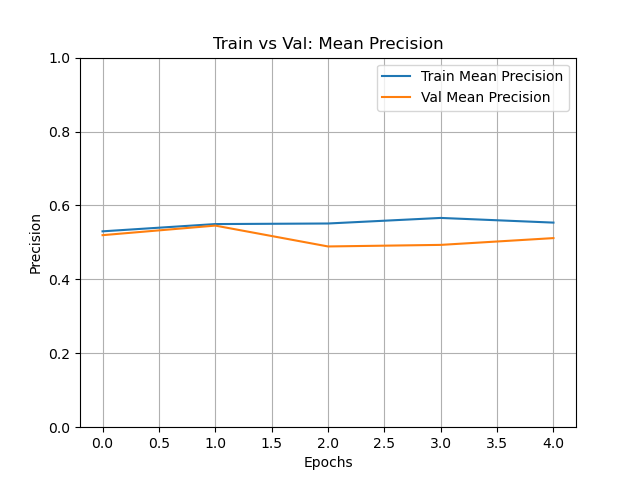 Train vs Val: Mean Precision
Train Mean Precision
Val Mean Precision
1.0
0.8
0.6
0.4
0.2
0.0
Precision
0.0 0.5 1.0 1.5 2.0 2.5 3.0 3.5 4.0
Epochs